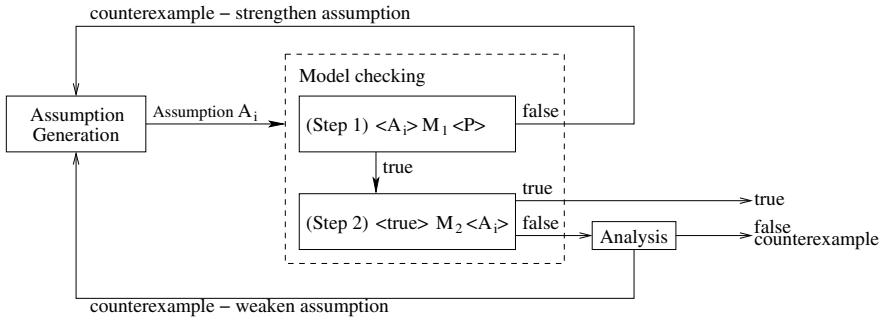 counterexample – strengthen assumption
Model checking
Assumption
Generation
Assumption A_i
(Step 1) <A_i> M_1 <P>
false
true
(Step 2) <true> M_2 <A_i>
true
true
false
Analysis
false
counterexample
counterexample – weaken assumption